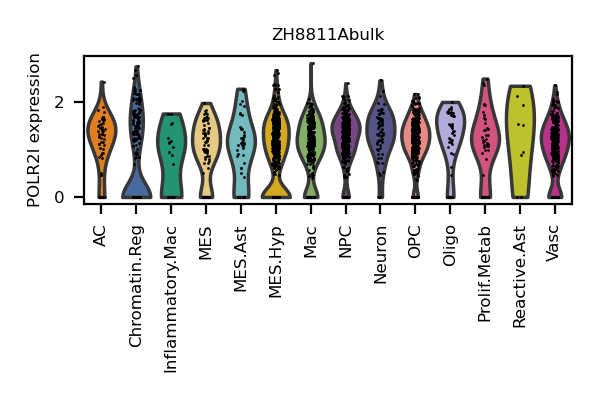 ZH8811Abulk
POLR2I expression
2
0
AC
Chromatin.Reg
Inflammatory.Mac
MES
MES.Ast
MES.Hyp
Mac
NPC
Neuron
OPC
Oligo
Prolif.Metab
Reactive.Ast
Vasc